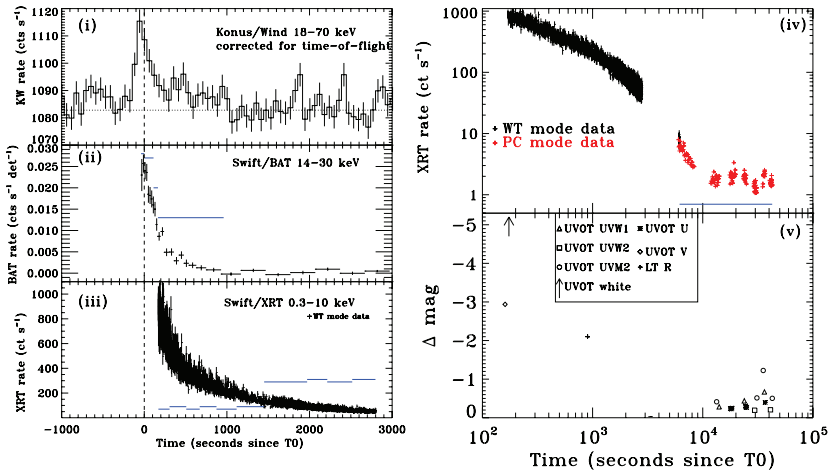 (i)
Konus/Wind 18-70 keV
corrected for time-of-flight
KW rate (cts s⁻¹)
1120
1110
1100
1090
1080
1070
(ii)
Swift/BAT 14-30 keV
BAT rate (cts s⁻¹ det⁻¹)
0.030
0.025
0.020
0.015
0.010
0.005
0.000
(iii)
Swift/XRT 0.3-10 keV
+WT mode data
XRT rate (ct s⁻¹)
1000
800
600
400
200
-1000
0
1000
2000
3000
Time (seconds since T0)
(iv)
XRT rate (ct s⁻¹)
1000
100
10
1
+ WT mode data
+ PC mode data
(v)
Δ mag
-5
-4
-3
-2
-1
0
△ UVOT UVW1
✱ UVOT U
□ UVOT UVW2
◇ UVOT V
○ UVOT UVM2
+ LT R
↑ UVOT white
10²
10³
10⁴
10⁵
Time (seconds since T0)